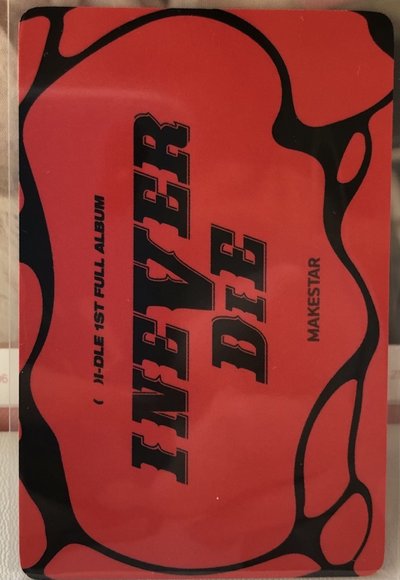 ( )I-DLE 1ST FULL ALBUM
I NEVER
DIE
MAKESTAR